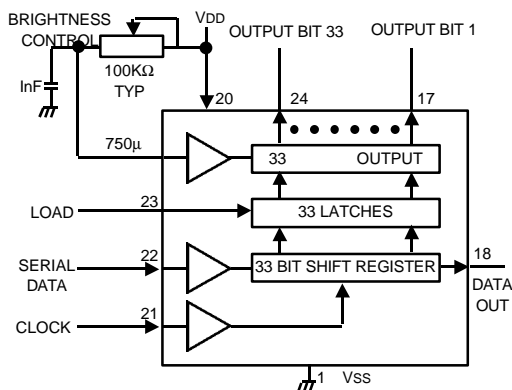 BRIGHTNESS
CONTROL
VDD
OUTPUT BIT 33
OUTPUT BIT 1
100KΩ
TYP
InF
20
24
17
750µ
33
OUTPUT
LOAD
23
33 LATCHES
18
22
SERIAL
DATA
33 BIT SHIFT REGISTER
DATA
OUT
21
CLOCK
1
VSS